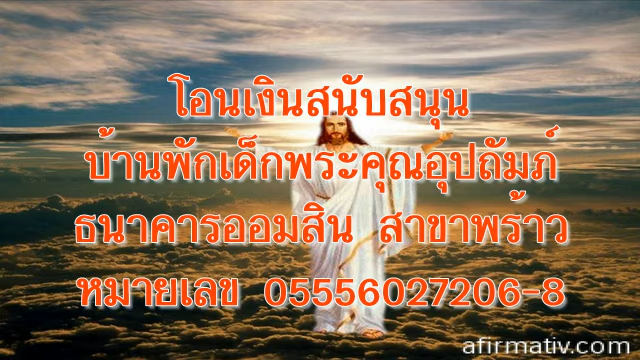 โอนเงินสนับสนุน
บ้านพักเด็กพระคุณอุปถัมภ์
ธนาคารออมสิน สาขาพร้าว
หมายเลข 05556027206-8
afirmativ.com